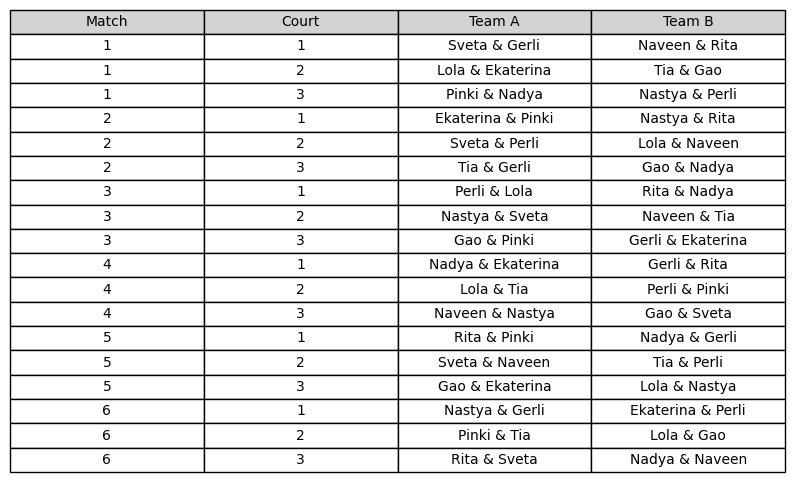 Match Court Team A Team B
1 1 Sveta & Gerli Naveen & Rita
1 2 Lola & Ekaterina Tia & Gao
1 3 Pinki & Nadya Nastya & Perli
2 1 Ekaterina & Pinki Nastya & Rita
2 2 Sveta & Perli Lola & Naveen
2 3 Tia & Gerli Gao & Nadya
3 1 Perli & Lola Rita & Nadya
3 2 Nastya & Sveta Naveen & Tia
3 3 Gao & Pinki Gerli & Ekaterina
4 1 Nadya & Ekaterina Gerli & Rita
4 2 Lola & Tia Perli & Pinki
4 3 Naveen & Nastya Gao & Sveta
5 1 Rita & Pinki Nadya & Gerli
5 2 Sveta & Naveen Tia & Perli
5 3 Gao & Ekaterina Lola & Nastya
6 1 Nastya & Gerli Ekaterina & Perli
6 2 Pinki & Tia Lola & Gao
6 3 Rita & Sveta Nadya & Naveen